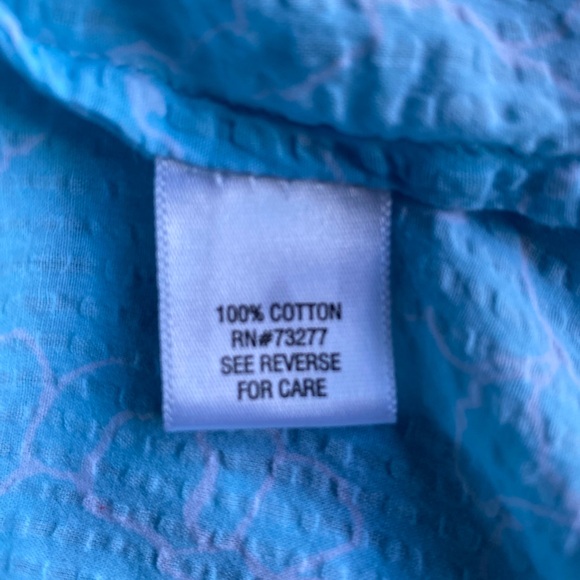 100% COTTON
RN#73277
SEE REVERSE
FOR CARE